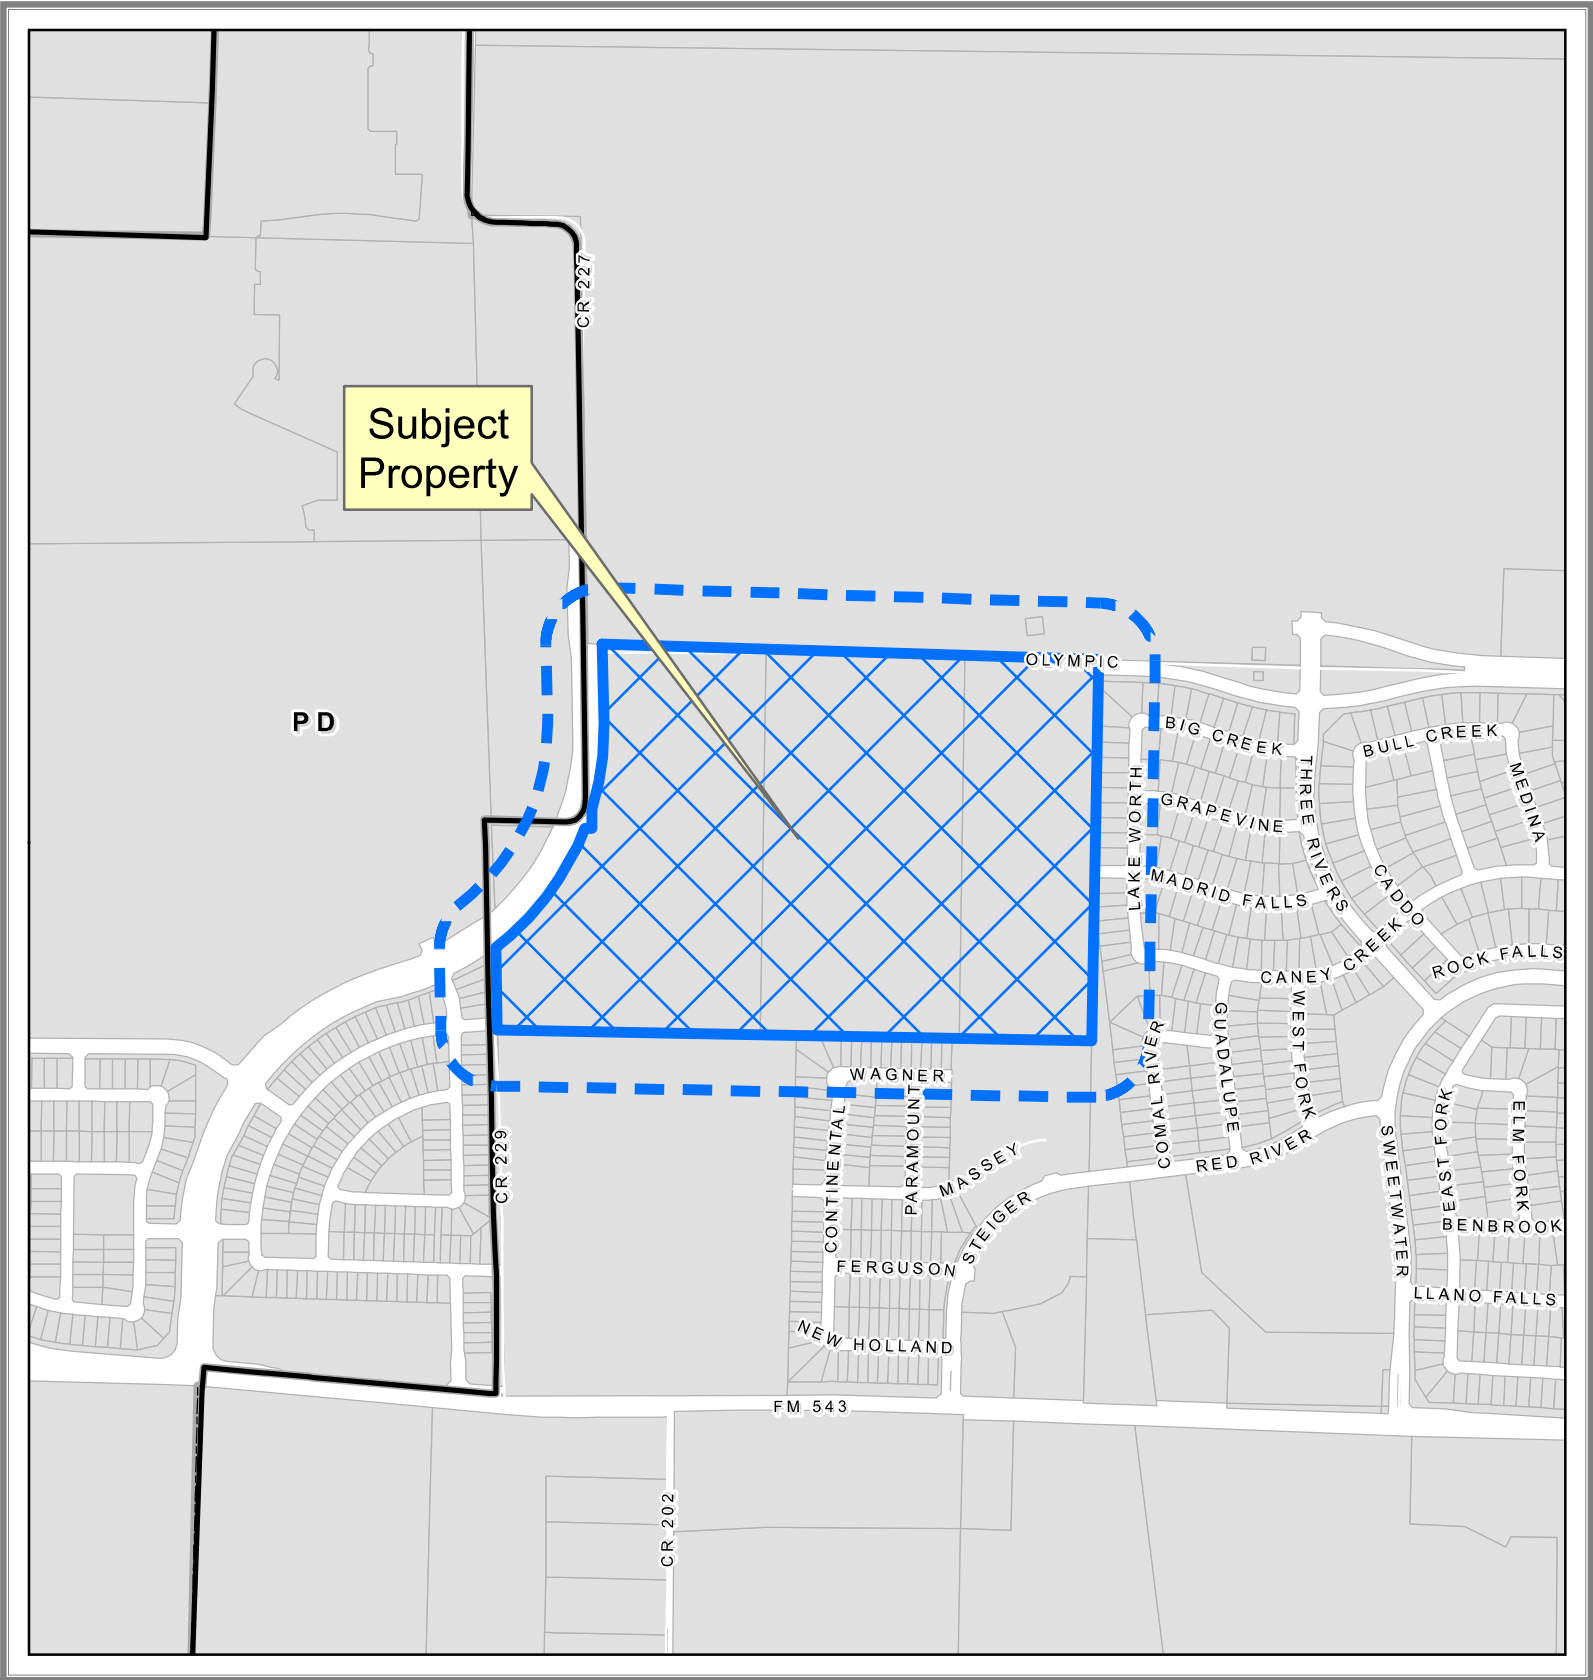 CR 227
Subject
Property
OLYMPIC
PD
BIG CREEK
BULL CREEK
THREE RIVERS
MEDINA
LAKE WORTH
GRAPEVINE
MADRID FALLS
CADDO
CANEY CREEK
ROCK FALLS
WEST FORK
GUADALUPE
COMAL RIVER
WAGNER
PARAMOUNT
CONTINENTAL
CR 229
MASSEY
RED RIVER
SWEETWATER
EAST FORK
ELM FORK
STEIGER
BENBROOK
FERGUSON
LLANO FALLS
NEW HOLLAND
FM 543
CR 202